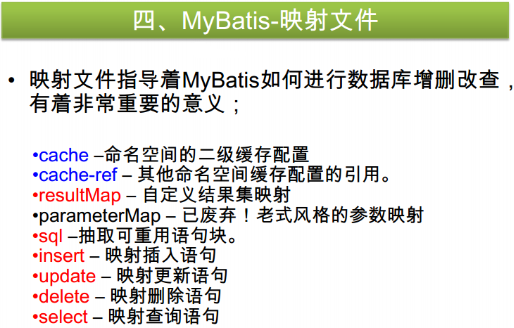 四、MyBatis-映射文件
• 映射文件指导着MyBatis如何进行数据库增删改查，
有着非常重要的意义；
•cache –命名空间的二级缓存配置
•cache-ref – 其他命名空间缓存配置的引用。
•resultMap – 自定义结果集映射
•parameterMap – 已废弃！老式风格的参数映射
•sql –抽取可重用语句块。
•insert – 映射插入语句
•update – 映射更新语句
•delete – 映射删除语句
•select – 映射查询语句